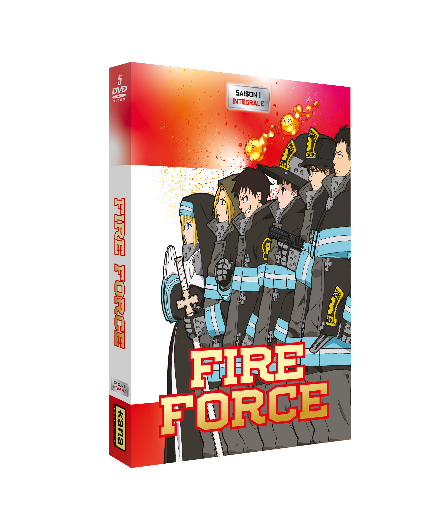 5
DVD
FIRE FORCE
kana
SAISON 1
INTÉGRALE
FIRE
FORCE